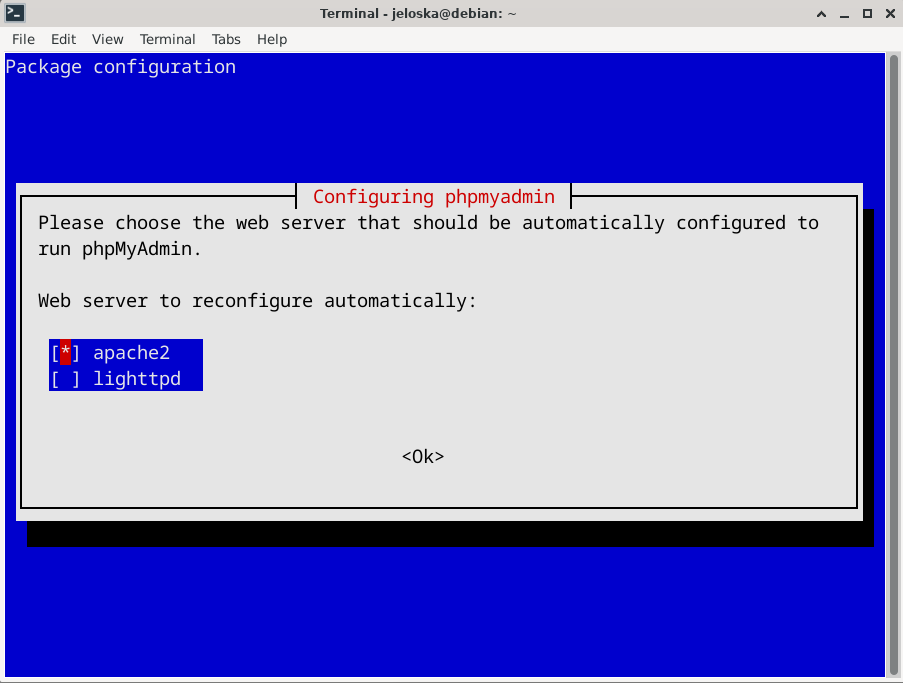 Terminal - jeloska@debian: ~
File Edit View Terminal Tabs Help
Package configuration
Configuring phpmyadmin
Please choose the web server that should be automatically configured to
run phpMyAdmin.
Web server to reconfigure automatically:
[*] apache2
[ ] lighttpd
<Ok>